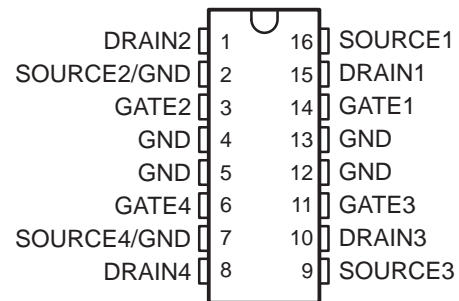 DRAIN2 1 16 SOURCE1
SOURCE2/GND 2 15 DRAIN1
GATE2 3 14 GATE1
GND 4 13 GND
GND 5 12 GND
GATE4 6 11 GATE3
SOURCE4/GND 7 10 DRAIN3
DRAIN4 8 9 SOURCE3